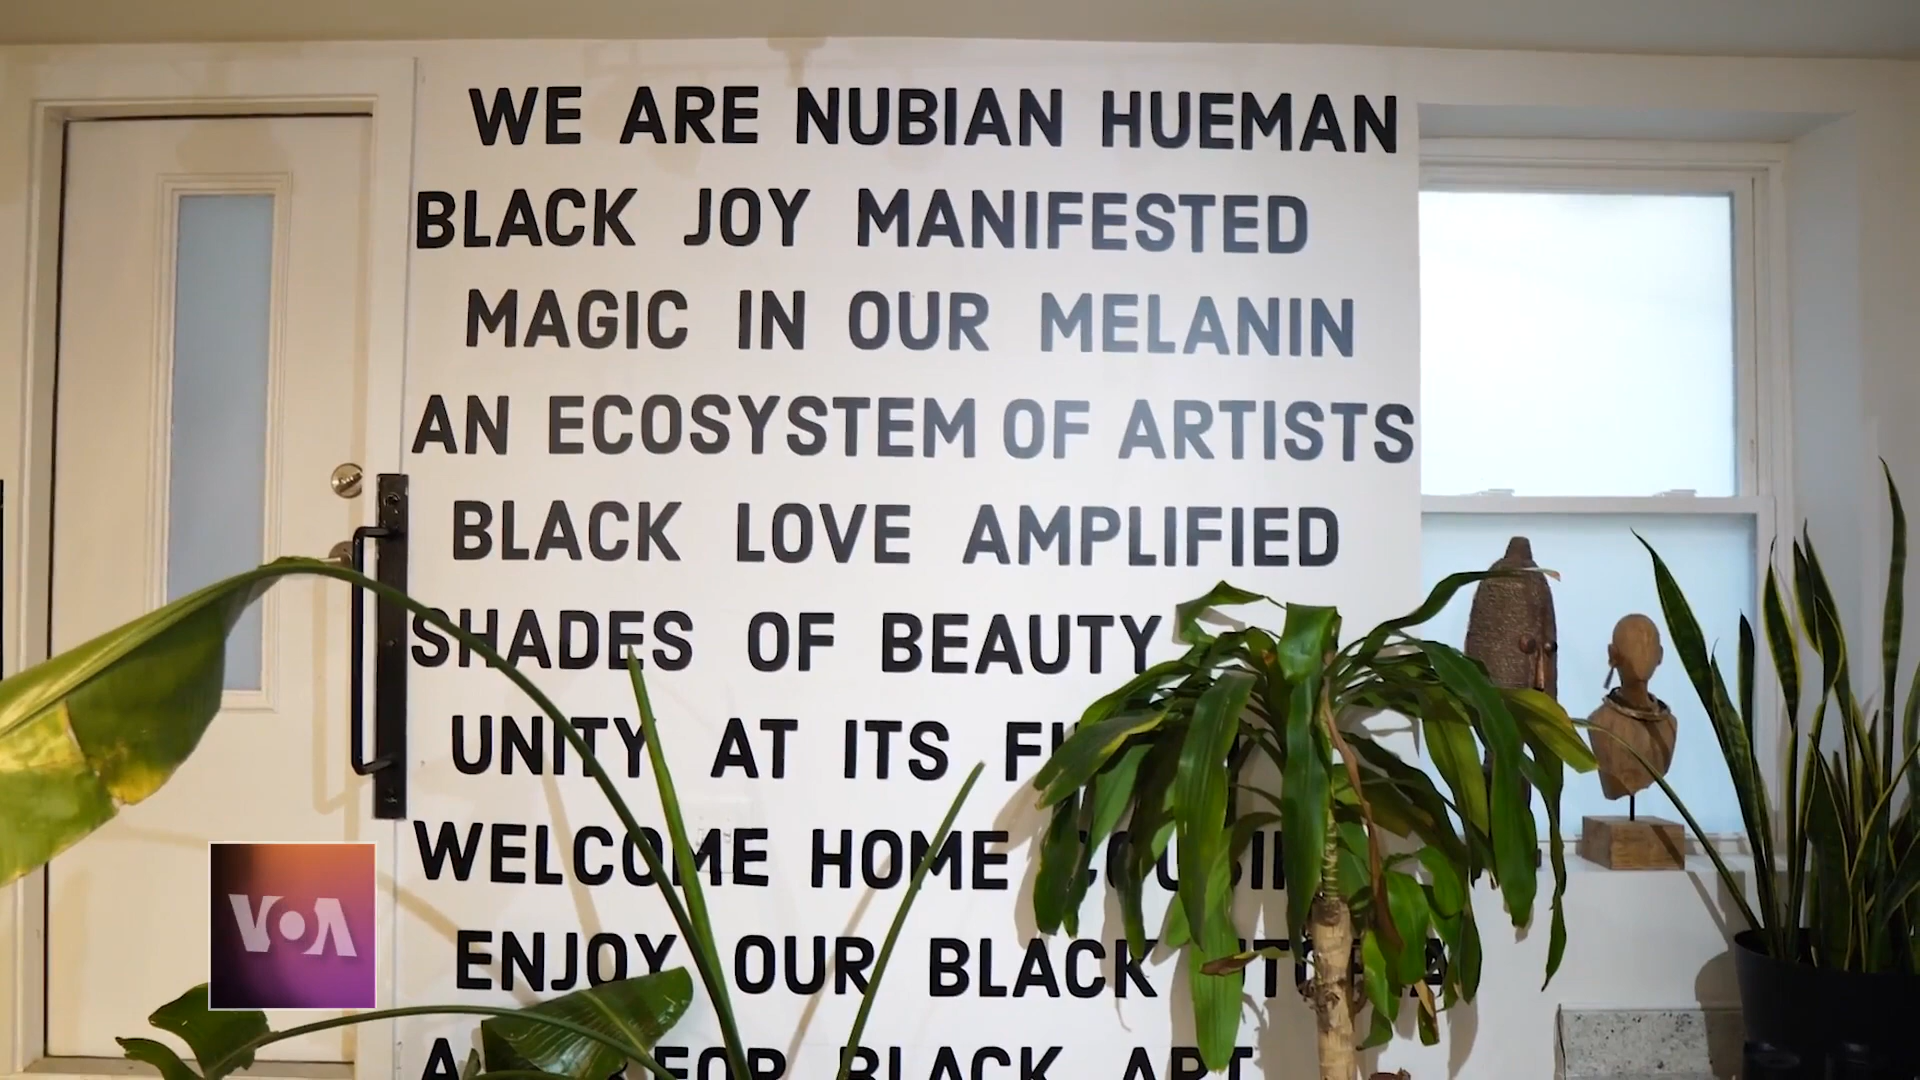 WE ARE NUBIAN HUEMAN
BLACK JOY MANIFESTED
MAGIC IN OUR MELANIN
AN ECOSYSTEM OF ARTISTS
BLACK LOVE AMPLIFIED
SHADES OF BEAUTY
UNITY AT ITS
WELCOME HOME
ENJOY OUR BLACK
FOR BLACK ART
VOA